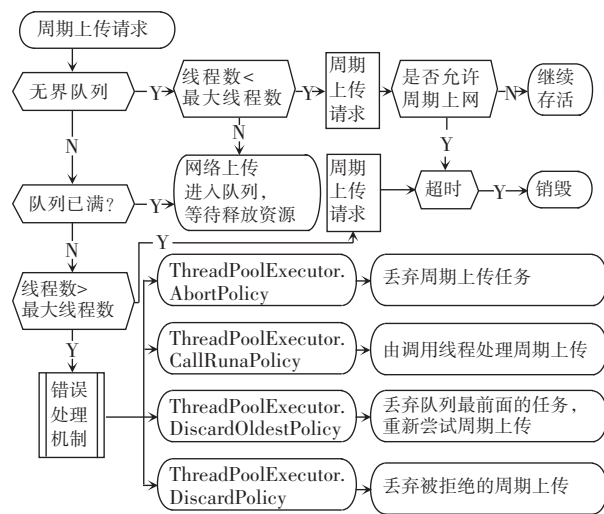 周期上传请求
无界队列
Y
线程数<
最大线程数
Y
周期
上传
请求
是否允许
周期上网
N
继续
存活
N
N
Y
网络上传
进入队列,
等待释放资源
周期
上传
请求
超时
Y
销毁
队列已满?
Y
N
Y
线程数>
最大线程数
ThreadPoolExecutor.
AbortPolicy
丢弃周期上传任务
Y
ThreadPoolExecutor.
CallRunaPolicy
由调用线程处理周期上传
错误
处理
机制
ThreadPoolExecutor.
DiscardOldestPolicy
丢弃队列最前面的任务,
重新尝试周期上传
ThreadPoolExecutor.
DiscardPolicy
丢弃被拒绝的周期上传